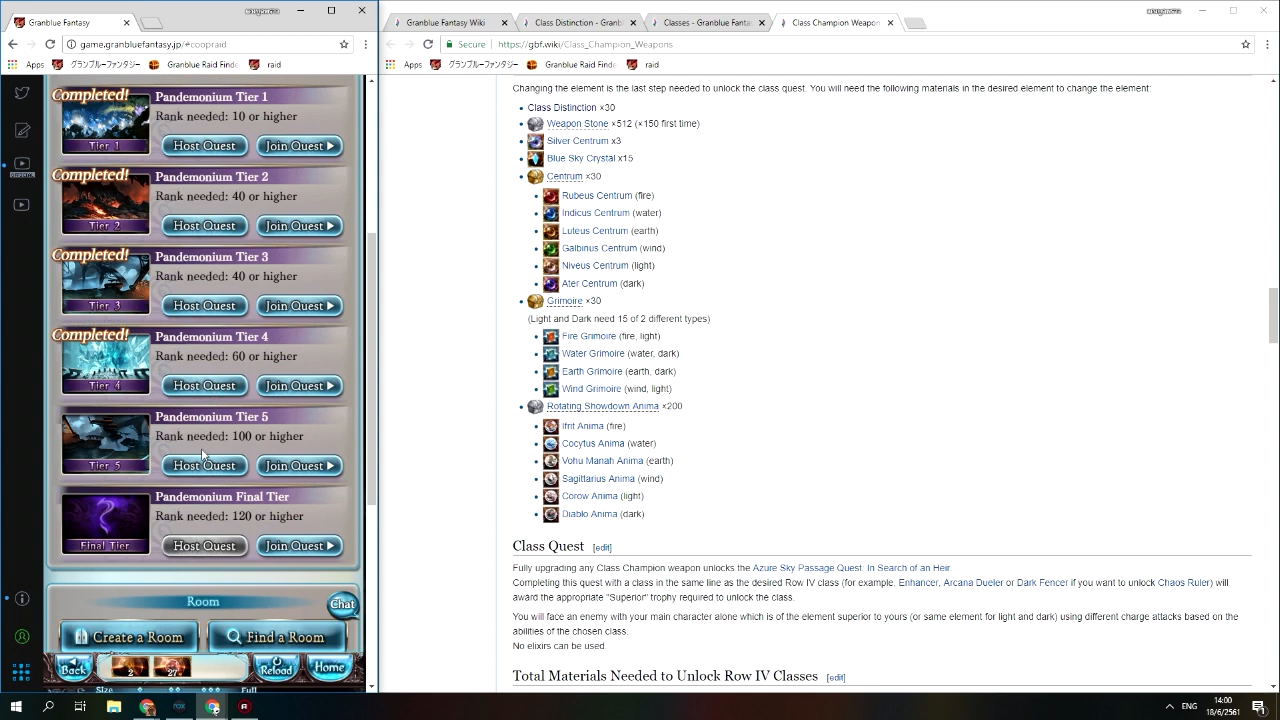 Granblue Fantasy
game.granbluefantasy.jp/#coopraid
Apps
グランブルーファンタジー
Granblue Raid Finde
raid
Completed!
Pandemonium Tier 1
Rank needed: 10 or higher
Tier 1
Host Quest
Join Quest
Completed!
Pandemonium Tier 2
Rank needed: 40 or higher
Tier 2
Host Quest
Join Quest
Completed!
Pandemonium Tier 3
Rank needed: 40 or higher
Tier 3
Host Quest
Join Quest
Completed!
Pandemonium Tier 4
Rank needed: 60 or higher
Tier 4
Host Quest
Join Quest
Pandemonium Tier 5
Rank needed: 100 or higher
Tier 5
Host Quest
Join Quest
Pandemonium Final Tier
Rank needed: 120 or higher
Final Tier
Host Quest
Join Quest
Room
Chat
Create a Room
Find a Room
Back
2
27
Reload
Home
Size
Full
Granblue Fantasy Wiki
Class Distinction - Granbl
Classes - Granblue Fantas
Class Champion Weapon
Secure
https://gbf.wiki/Class_Champion_Weapons
Apps
グランブルーファンタジー
Granblue Raid Finde
raid
Changing the element is the last step needed to unlock the
You will need the following materials in the desired element to change the element:
Class Distinction ×30
Weapon Stone ×512 (×150 first time)
Silver Centrum x3
Blue Sky Crystal x15
Centrum ×30
Rubeus Centrum (fire)
Indicus Centrum (water)
Luteus Centrum (earth)
Galbinus Centrum (wind)
Niveus Centrum (light)
Ater Centrum (dark)
Grimoire ×30
(Light and Dark need 15 of 2 different types)
Fire Grimoire (fire, light)
Water Grimoire (water, dark)
Earth Grimoire (earth, dark)
Wind Grimoire (wind, light)
Rotating Showdown Anima ×200
Ifrit Anima (fire)
Cocytus Anima (water)
Vohu Manah Anima (earth)
Sagittarius Anima (wind)
Corow Anima (light)
Diablo Anima (dark)
Class Quest [edit]
Fully upgrading any Class Champion weapon unlocks the Azure Sky Passage Quest: In Search of an Heir.
Completing this quest with a class in the same line as the desired Row IV class (for example, Enhancer, Arcana Dueler or Dark Fencer if you want to unlock Chaos Ruler) will
award the appropriate "Superior" trophy required to unlock the class.
You will face an enemy with your main character alone which is of the element superior to yours (or same element for light and dark) using different charge attacks based on the
abilities of the chosen class.
No elixirs can be used.
Total Materials Needed to Unlock Row IV Classes [edit]
ENG
14:00
18/6/2561
1